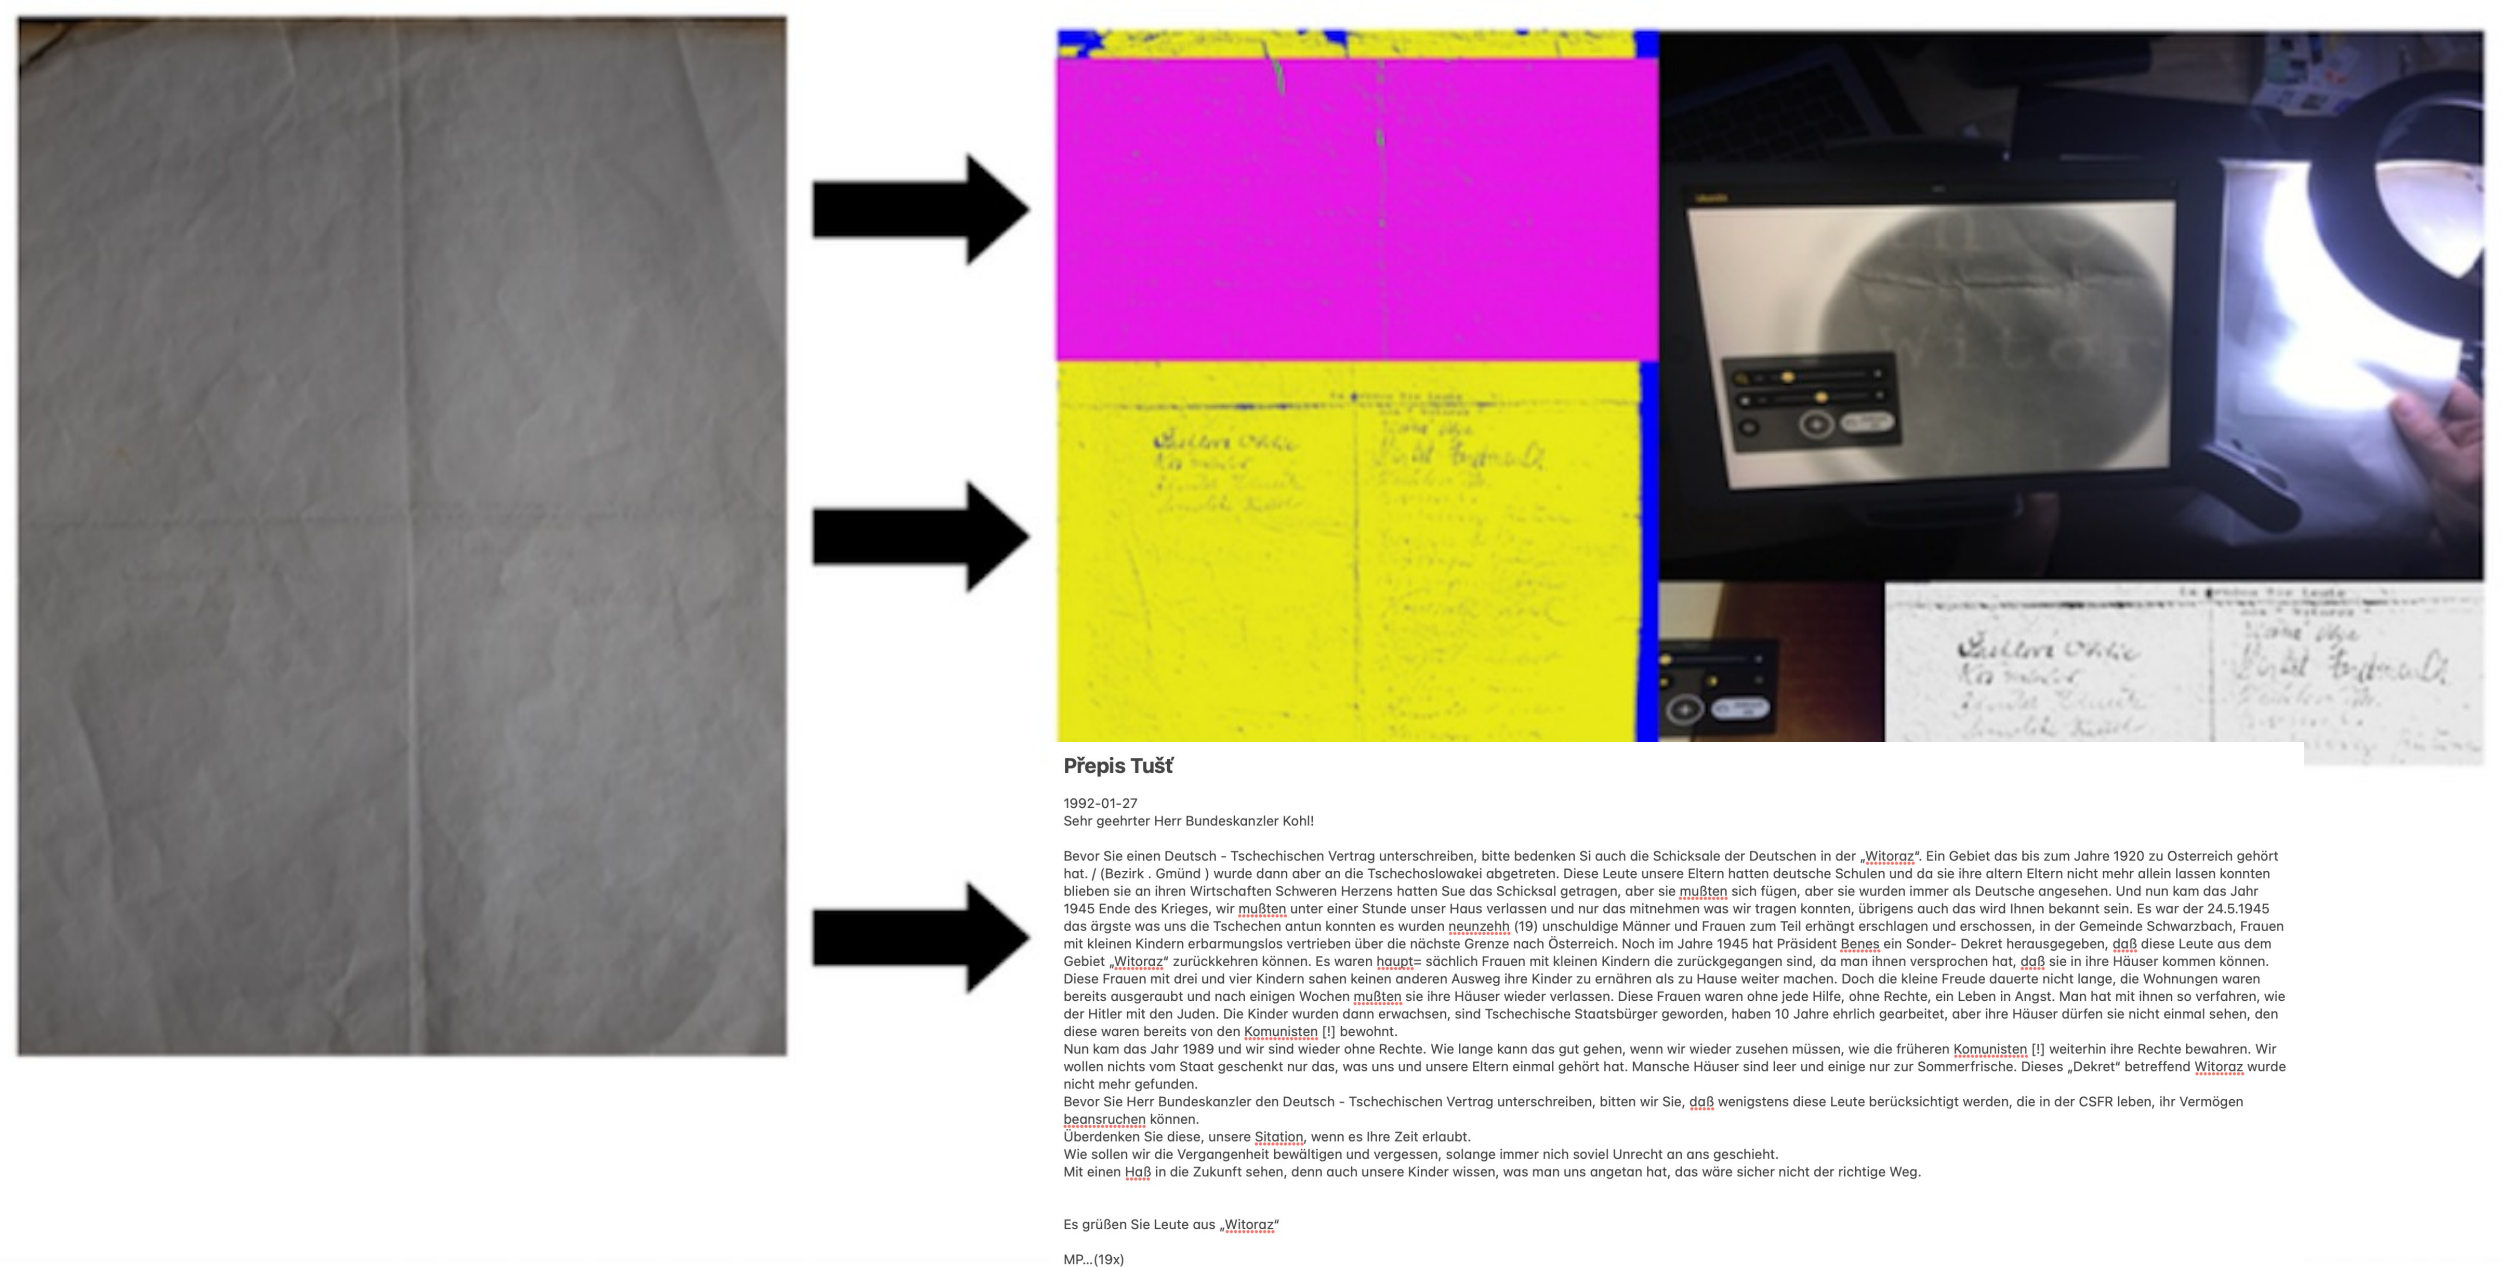 Witor
Přepis Tušť
1992-01-27
Sehr geehrter Herr Bundeskanzler Kohl!
Bevor Sie einen Deutsch - Tschechischen Vertrag unterschreiben, bitte bedenken Si auch die Schicksale der Deutschen in der „Witoraz“. Ein Gebiet das bis zum Jahre 1920 zu Osterreich gehört
hat. / (Bezirk . Gmünd ) wurde dann aber an die Tschechoslowakei abgetreten. Diese Leute unsere Eltern hatten deutsche Schulen und da sie ihre altern Eltern nicht mehr allein lassen konnten
blieben sie an ihren Wirtschaften Schweren Herzens hatten Sue das Schicksal getragen, aber sie mußten sich fügen, aber sie wurden immer als Deutsche angesehen. Und nun kam das Jahr
1945 Ende des Krieges, wir mußten unter einer Stunde unser Haus verlassen und nur das mitnehmen was wir tragen konnten, übrigens auch das wird Ihnen bekannt sein. Es war der 24.5.1945
das ärgste was uns die Tschechen antun konnten es wurden neunzehh (19) unschuldige Männer und Frauen zum Teil erhängt erschlagen und erschossen, in der Gemeinde Schwarzbach, Frauen
mit kleinen Kindern erbarmungslos vertrieben über die nächste Grenze nach Österreich. Noch im Jahre 1945 hat Präsident Benes ein Sonder- Dekret herausgegeben, daß diese Leute aus dem
Gebiet „Witoraz“ zurückkehren können. Es waren haupt= sächlich Frauen mit kleinen Kindern die zurückgegangen sind, da man ihnen versprochen hat, daß sie in ihre Häuser kommen können.
Diese Frauen mit drei und vier Kindern sahen keinen anderen Ausweg ihre Kinder zu ernähren als zu Hause weiter machen. Doch die kleine Freude dauerte nicht lange, die Wohnungen waren
bereits ausgeraubt und nach einigen Wochen mußten sie ihre Häuser wieder verlassen. Diese Frauen waren ohne jede Hilfe, ohne Rechte, ein Leben in Angst. Man hat mit ihnen so verfahren, wie
der Hitler mit den Juden. Die Kinder wurden dann erwachsen, sind Tschechische Staatsbürger geworden, haben 10 Jahre ehrlich gearbeitet, aber ihre Häuser dürfen sie nicht einmal sehen, den
diese waren bereits von den Komunisten [!] bewohnt.
Nun kam das Jahr 1989 und wir sind wieder ohne Rechte. Wie lange kann das gut gehen, wenn wir wieder zusehen müssen, wie die früheren Komunisten [!] weiterhin ihre Rechte bewahren. Wir
wollen nichts vom Staat geschenkt nur das, was uns und unsere Eltern einmal gehört hat. Mansche Häuser sind leer und einige nur zur Sommerfrische. Dieses „Dekret“ betreffend Witoraz wurde
nicht mehr gefunden.
Bevor Sie Herr Bundeskanzler den Deutsch - Tschechischen Vertrag unterschreiben, bitten wir Sie, daß wenigstens diese Leute berücksichtigt werden, die in der CSFR leben, ihr Vermögen
beansruchen können.
Überdenken Sie diese, unsere Sitation, wenn es Ihre Zeit erlaubt.
Wie sollen wir die Vergangenheit bewältigen und vergessen, solange immer nich soviel Unrecht an ans geschieht.
Mit einen Haß in die Zukunft sehen, denn auch unsere Kinder wissen, was man uns angetan hat, das wäre sicher nicht der richtige Weg.
Es grüßen Sie Leute aus „Witoraz“
MP...(19x)